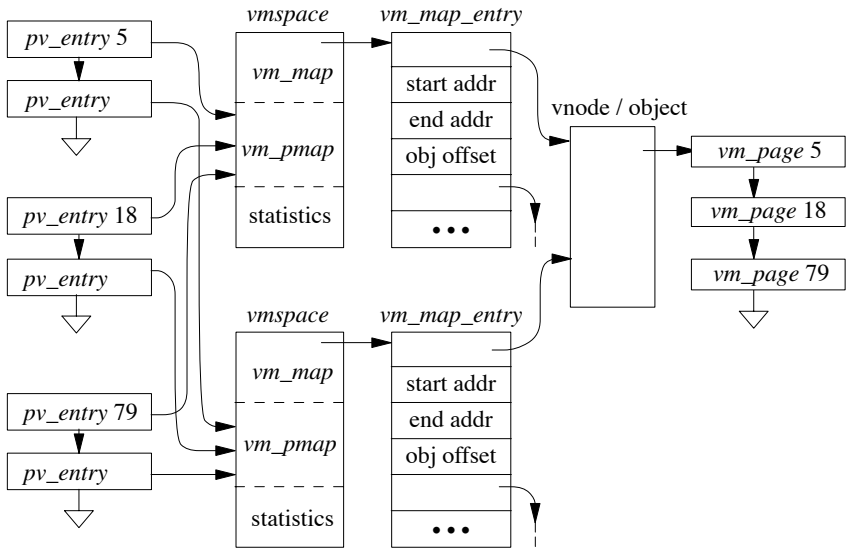 vmspace
vm_map_entry
pv_entry 5
pv_entry
vm_map
vm_pmap
statistics
start addr
end addr
obj offset
•••
vnode / object
vm_page 5
vm_page 18
vm_page 79
pv_entry 18
pv_entry
vmspace
vm_map_entry
pv_entry 79
pv_entry
vm_map
vm_pmap
statistics
start addr
end addr
obj offset
•••